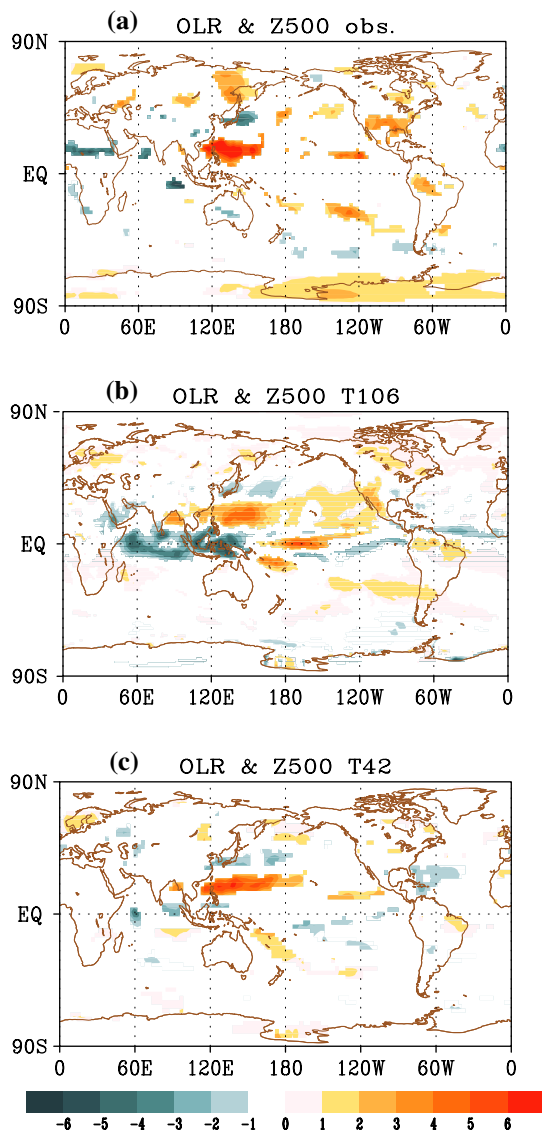 (a) OLR & Z500 obs.
90N
EQ
90S
0 60E 120E 180 120W 60W 0
(b) OLR & Z500 T106
90N
EQ
90S
0 60E 120E 180 120W 60W 0
(c) OLR & Z500 T42
90N
EQ
90S
0 60E 120E 180 120W 60W 0
-6 -5 -4 -3 -2 -1 0 1 2 3 4 5 6